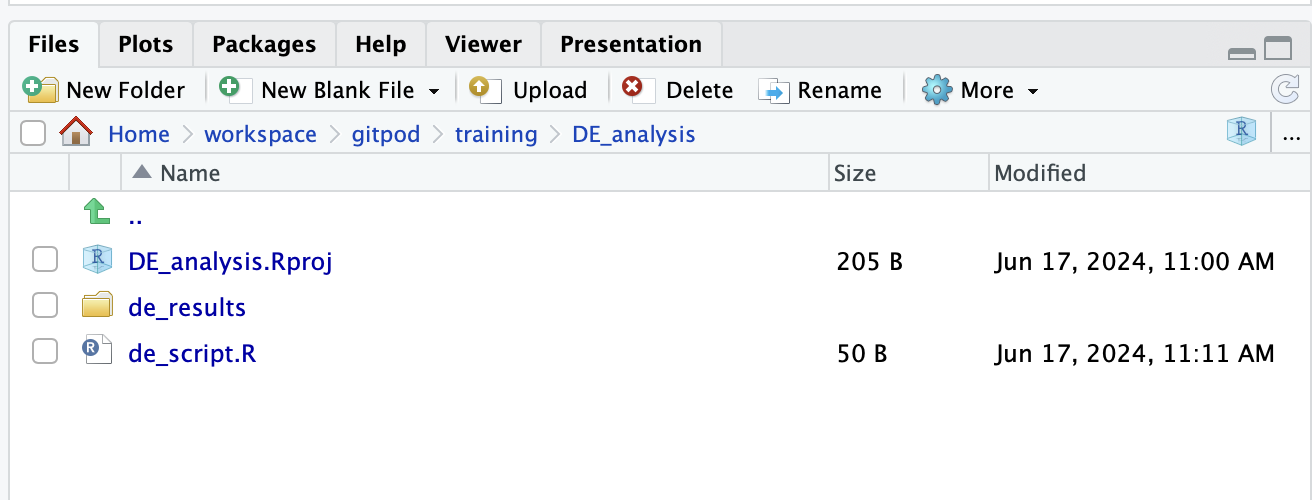 Files Plots Packages Help Viewer Presentation
New Folder New Blank File Upload Delete Rename More
Home workspace gitpod training DE_analysis R ...
Name Size Modified
..
R DE_analysis.Rproj 205 B Jun 17, 2024, 11:00 AM
de_results
R de_script.R 50 B Jun 17, 2024, 11:11 AM